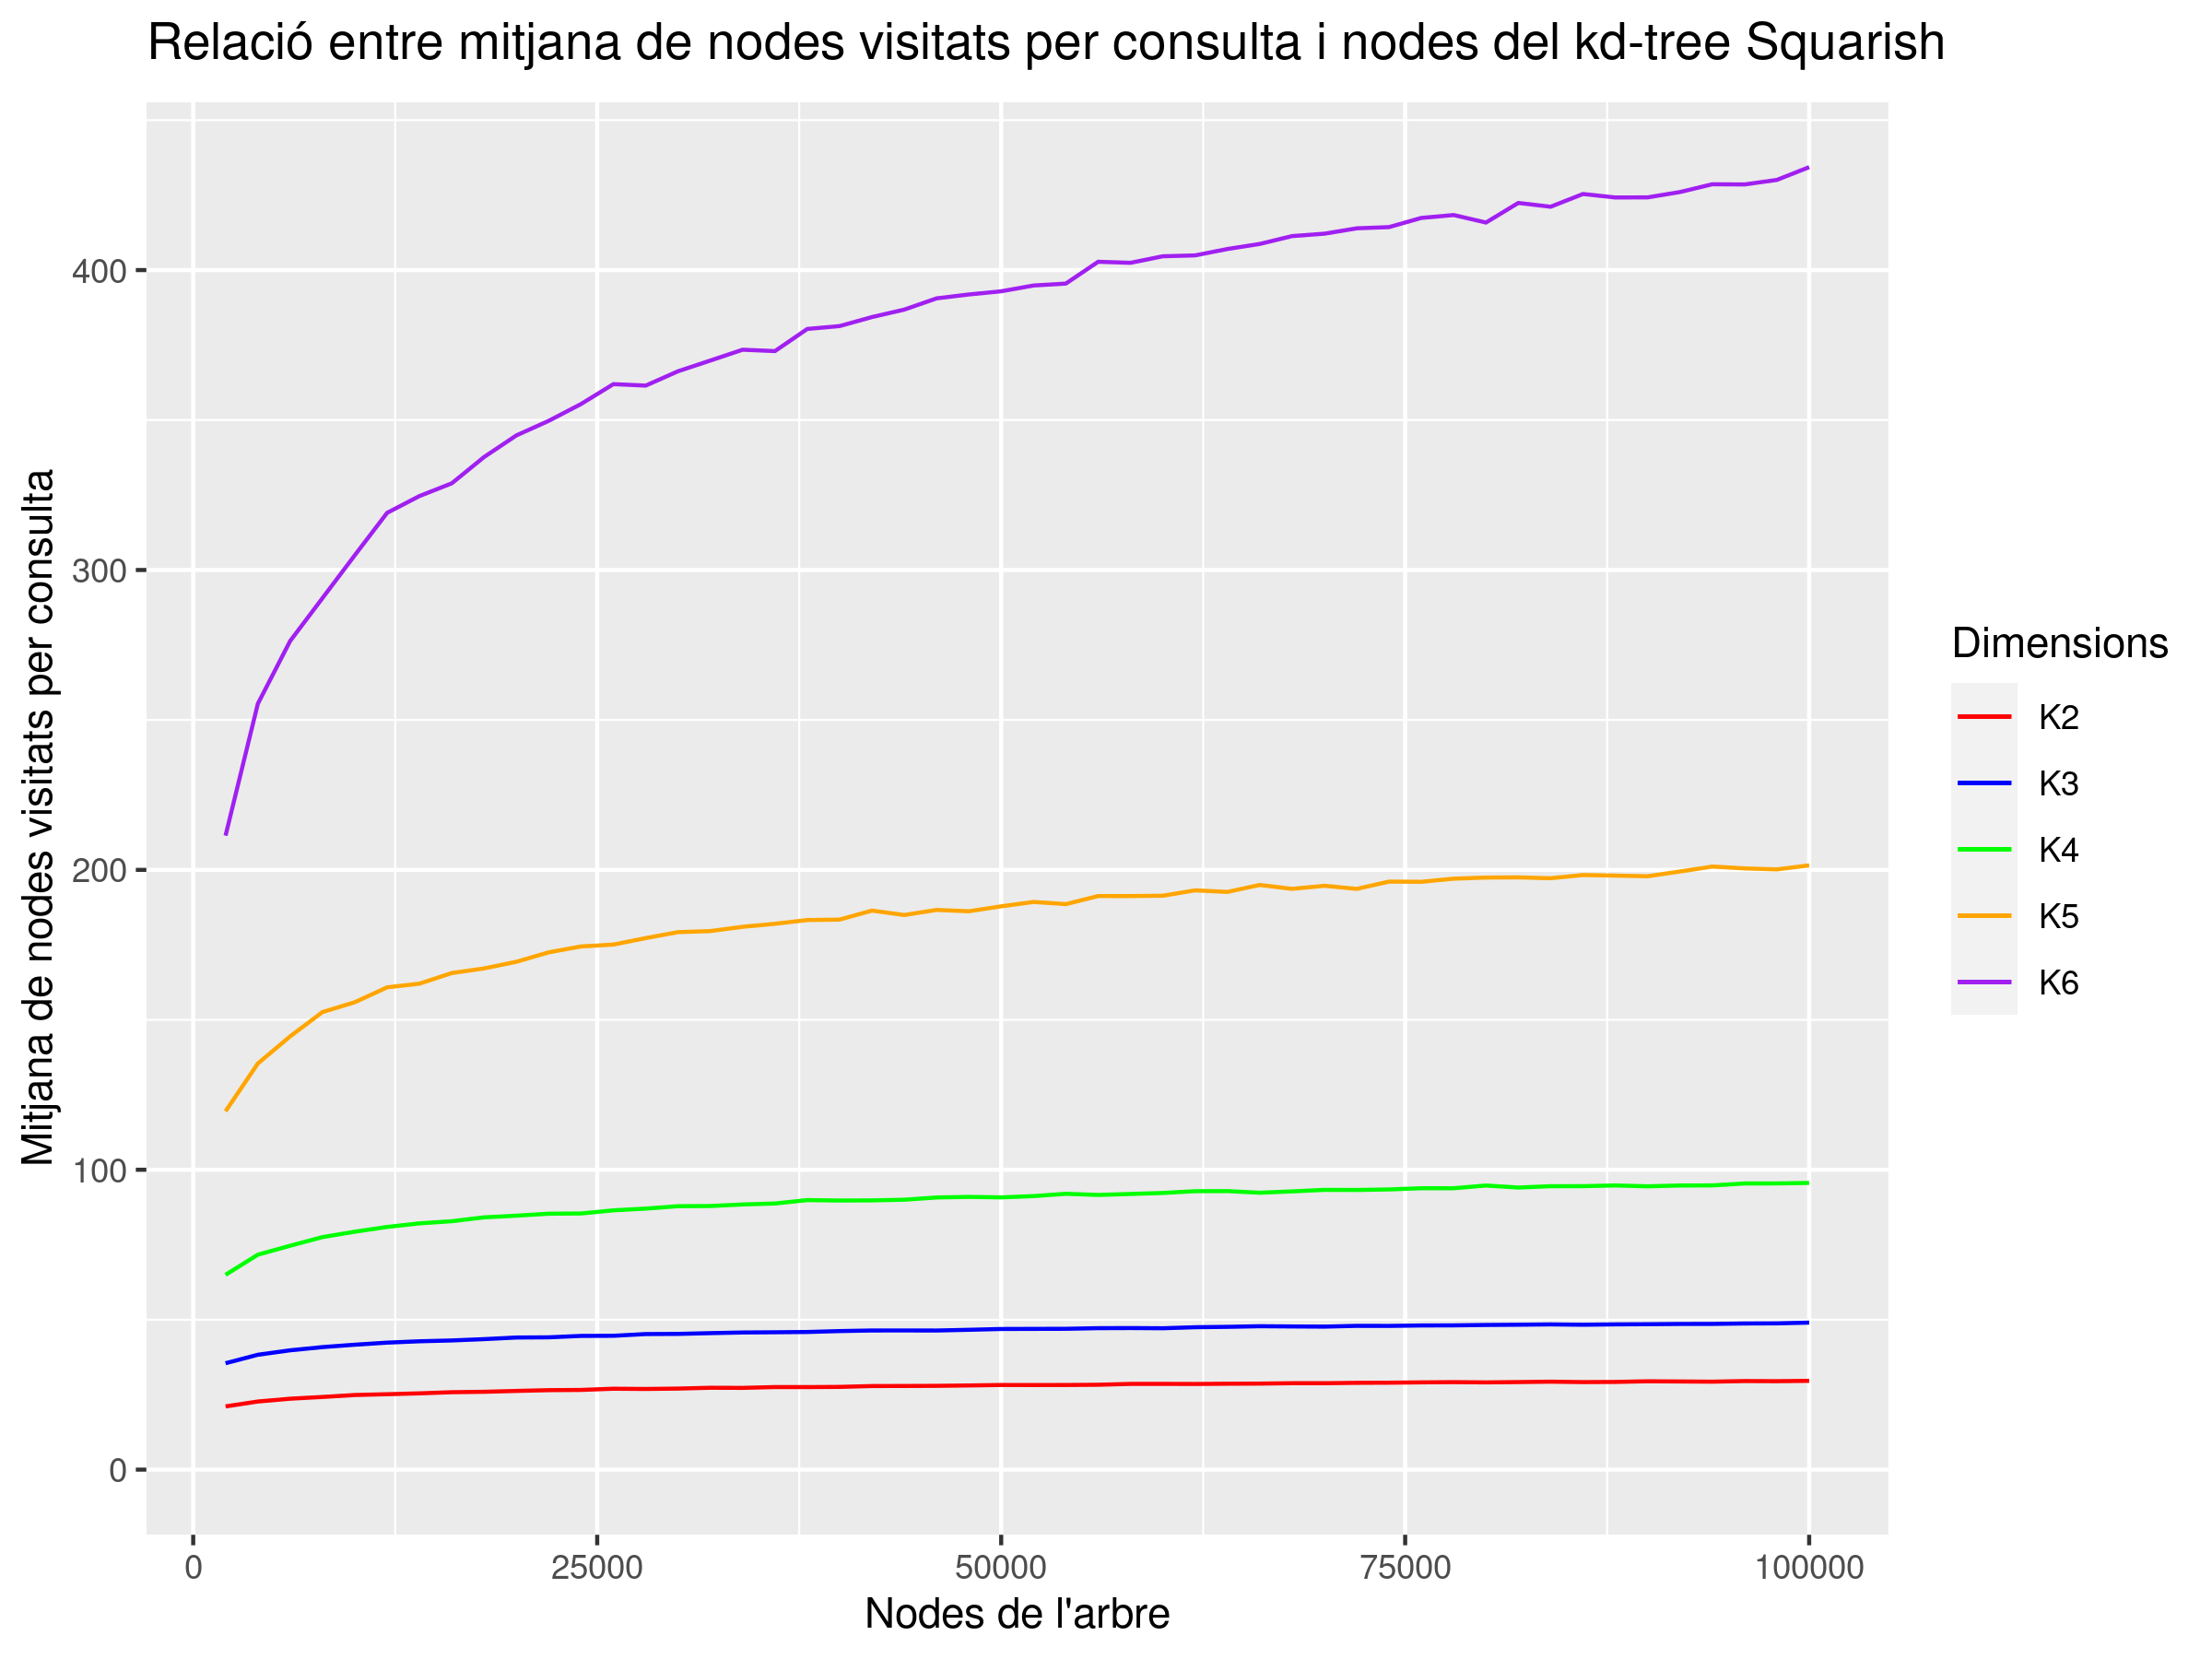 Relació entre mitjana de nodes visitats per consulta i nodes del kd-tree Squarish
Mitjana de nodes visitats per consulta
400
300
200
100
0
0
25000
50000
75000
100000
Nodes de l'arbre
Dimensions
K2
K3
K4
K5
K6